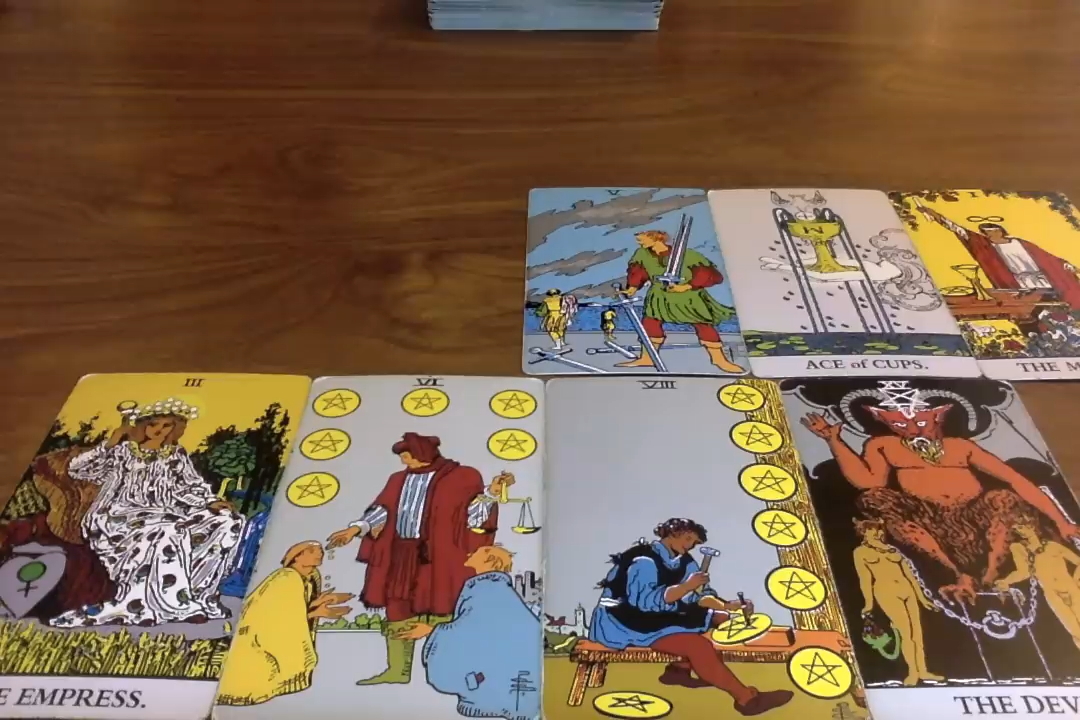 V
I
ACE of CUPS.
THE M
III
VI
VIII
E EMPRESS.
THE DEV